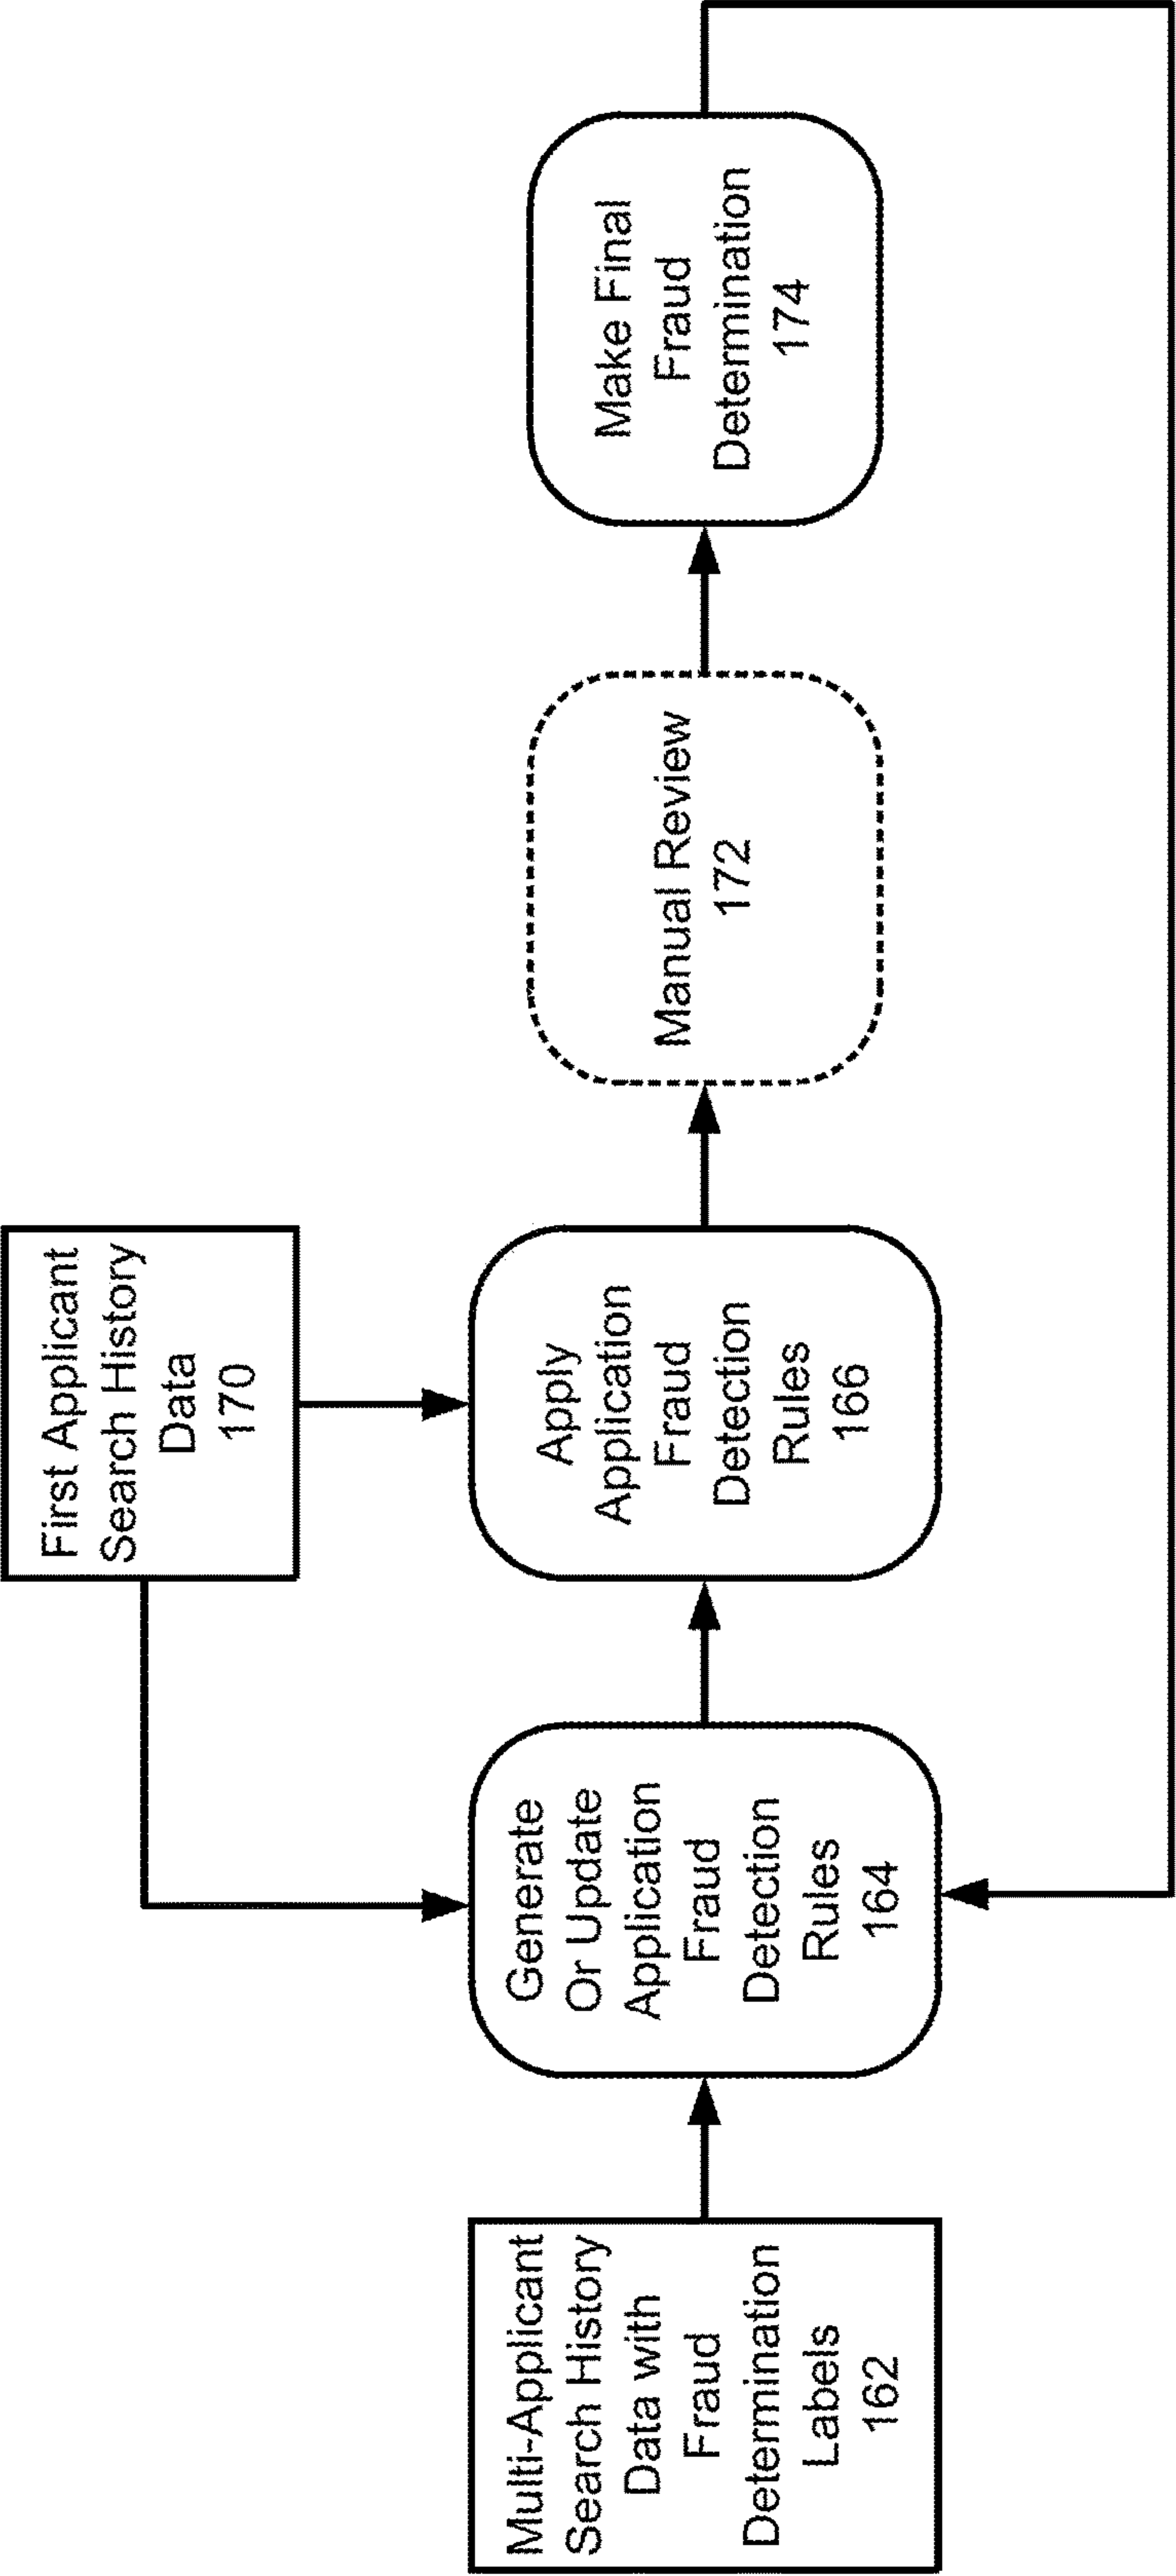 First Applicant
Search History
Data
170
Multi-Applicant
Search History
Data with
Fraud
Determination
Labels
162
Generate
Or Update
Application
Fraud
Detection
Rules
164
Apply
Application
Fraud
Detection
Rules
166
Manual Review
172
Make Final
Fraud
Determination
174